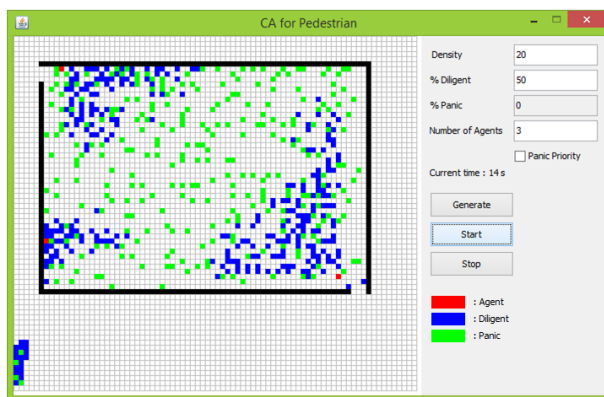 CA for Pedestrian
Density 20
% Diligent 50
% Panic 0
Number of Agents 3
Panic Priority
Current time : 14 s
Generate
Start
Stop
: Agent
: Diligent
: Panic